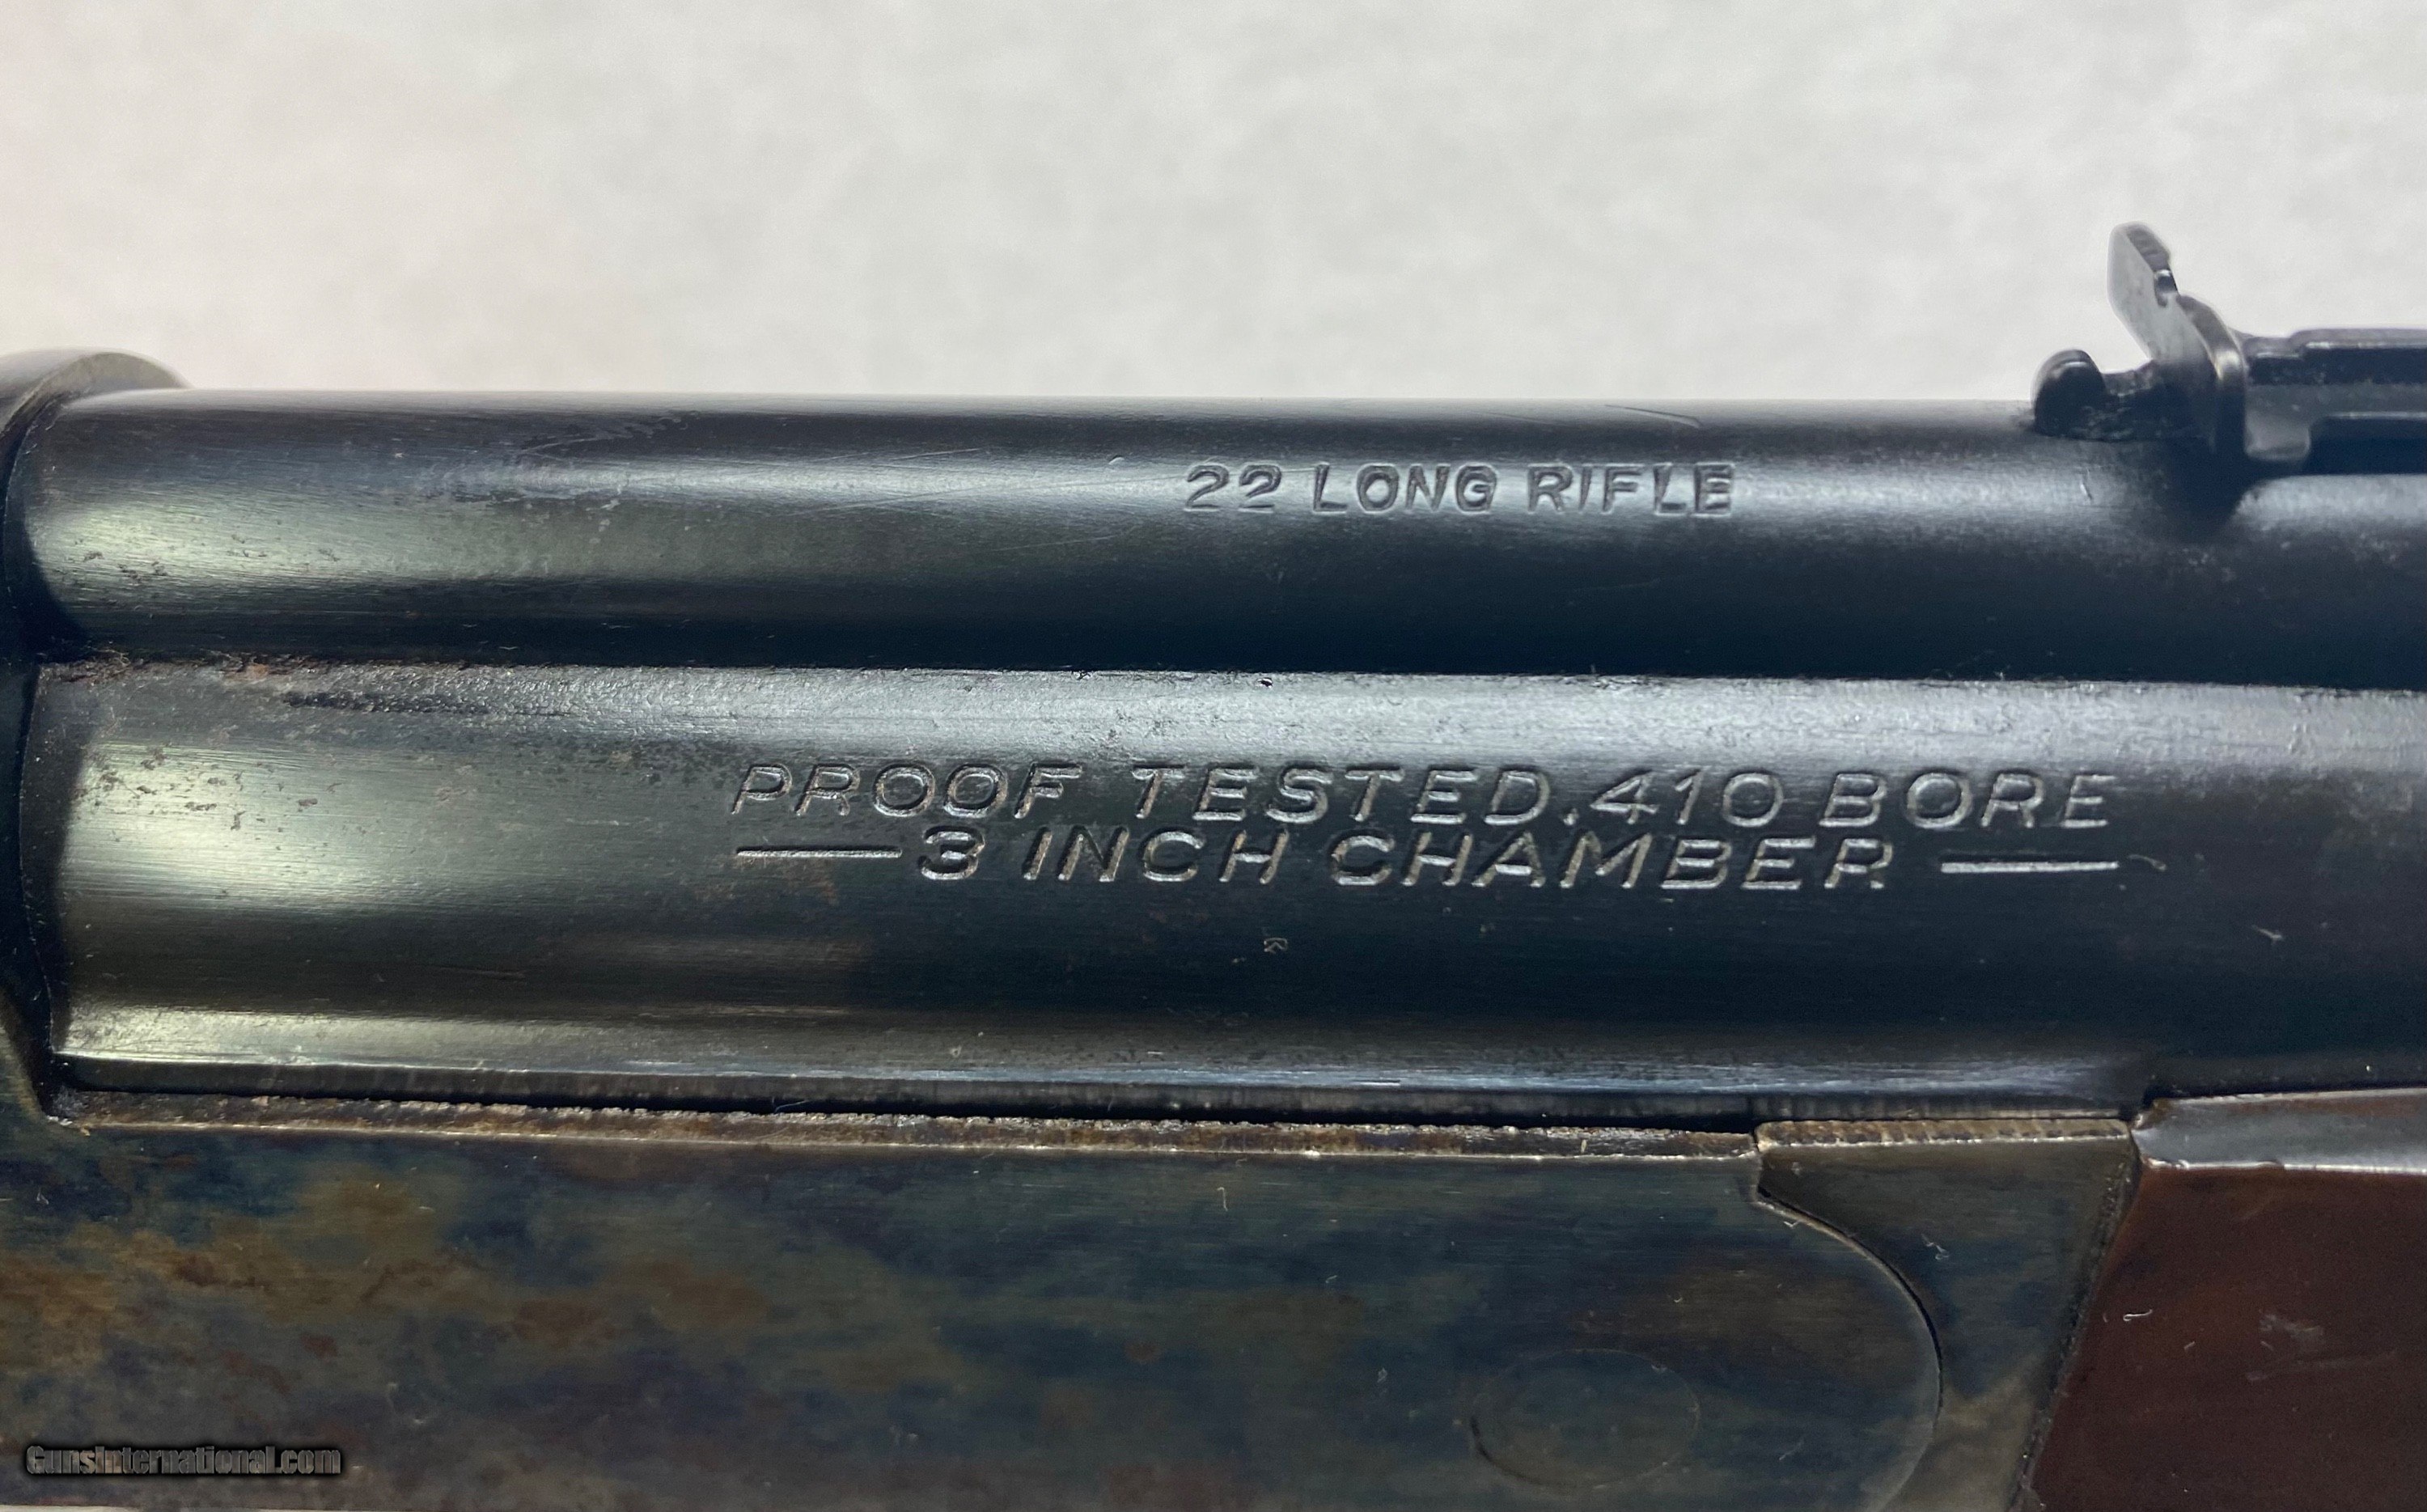 22 LONG RIFLE
PROOF TESTED.410 BORE
—3 INCH CHAMBER—
GunsInternational.com